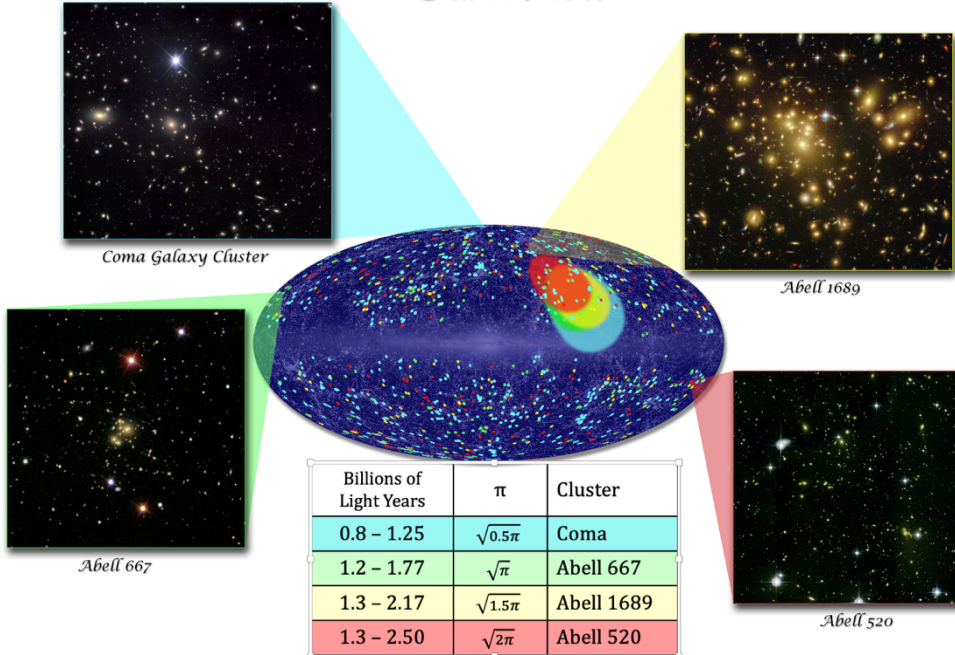 Coma Galaxy Cluster
Abell 1689
Abell 667
Abell 520
Billions of Light Years π Cluster
0.8 – 1.25 √0.5π Coma
1.2 – 1.77 √π Abell 667
1.3 – 2.17 √1.5π Abell 1689
1.3 – 2.50 √2π Abell 520